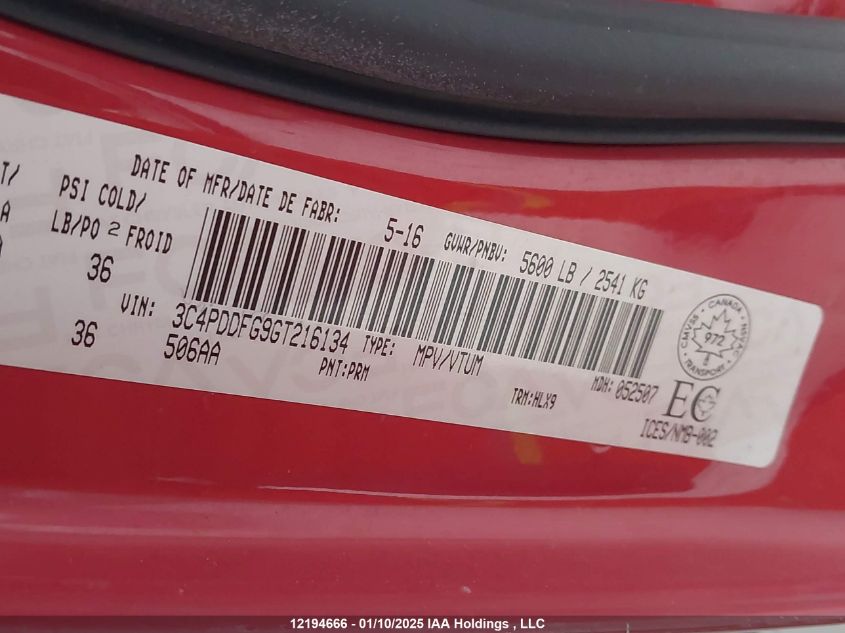 DATE OF MFR/DATE DE FABR: 5-16 GVWR/PNBV: 5600 LB / 2541 KG
T/
A
PSI COLD/
LB/PO 2 FROID
36
36
VIN: 3C4PDDFG9GT216134 TYPE: MPV/VTUM MDH: 052507
506AA PNT:PRM TRM:HLX9
CANADA
CMVSS NSVAC
972
TRANSPORT
EC
ICES/NMB-002
12194666 - 01/10/2025 IAA Holdings , LLC